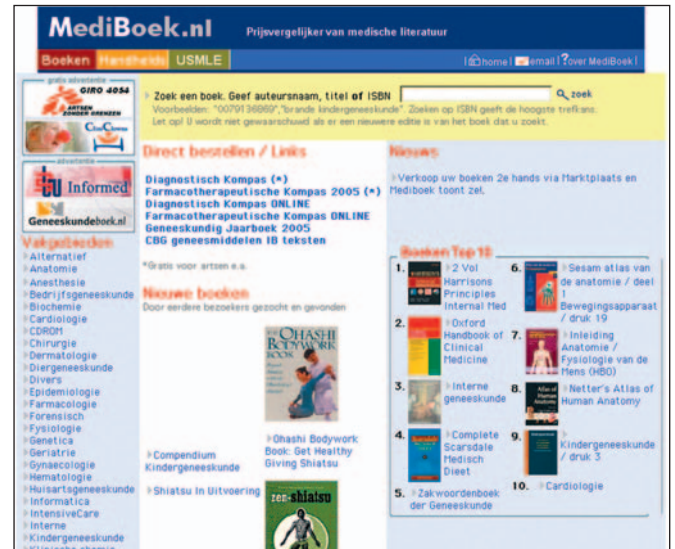 MediBoek.nl
Prijsvergelijker van medische literatuur
Boeken Handheids USMLE
home | email | ? over MediBoek |
gratis advertentie
GIRO 4054
ARTSEN
ZONDER GRENZEN
CliniClowns
advertentie
Informed
Geneeskundeboek.nl
Vakgebieden
Alternatief
Anatomie
Anesthesie
Bedrijfsgeneeskunde
Biochemie
Cardiologie
CDROM
Chirurgie
Dermatologie
Diergeneeskunde
Divers
Epidemiologie
Farmacologie
Forensisch
Fysiologie
Genetica
Geriatrie
Gynaecologie
Hematologie
Huisartsgeneeskunde
Informatica
IntensiveCare
Interne
Kindergeneeskunde
Klinische chemie
Zoek een boek. Geef auteursnaam, titel of ISBN
zoek
Voorbeelden: "0079136869","brande kindergeneeskunde". Zoeken op ISBN geeft de hoogste trefkans.
Let op! U wordt niet gewaarschuwd als er een nieuwere editie is van het boek dat u zoekt.
Direct bestellen / Links
Diagnostisch Kompas (*)
Farmacotherapeutische Kompas 2005 (*)
Diagnostisch Kompas ONLINE
Farmacotherapeutische Kompas ONLINE
Geneeskundig Jaarboek 2005
CBG geneesmiddelen IB teksten
*Gratis voor artsen e.a.
Nieuwe boeken
Door eerdere bezoekers gezocht en gevonden
OHASHI
BODYWORK
BOOK
Compendium
Kindergeneeskunde
Ohashi Bodywork
Book: Get Healthy
Giving Shiatsu
Shiatsu In Uitvoering
zen-shiatsu
Nieuws
Verkoop uw boeken 2e hands via Marktplaats en
Mediboek toont ze!.
Boeken Top 10
1. 2 Vol
Harrisons
Principles
Internal Med
2. Oxford
Handbook of
Clinical
Medicine
3. Interne
geneeskunde
4. Complete
Scarsdale
Medisch
Dieet
5. Zakwoordenboek
der Geneeskunde
6. Sesam atlas van
de anatomie / deel
1
Bewegingsapparaat
/ druk 19
7. Inleiding
Anatomie /
Fysiologie van de
Mens (HBO)
8. Netter's Atlas of
Human Anatomy
9.
Kindergeneeskunde
/ druk 3
10. Cardiologie